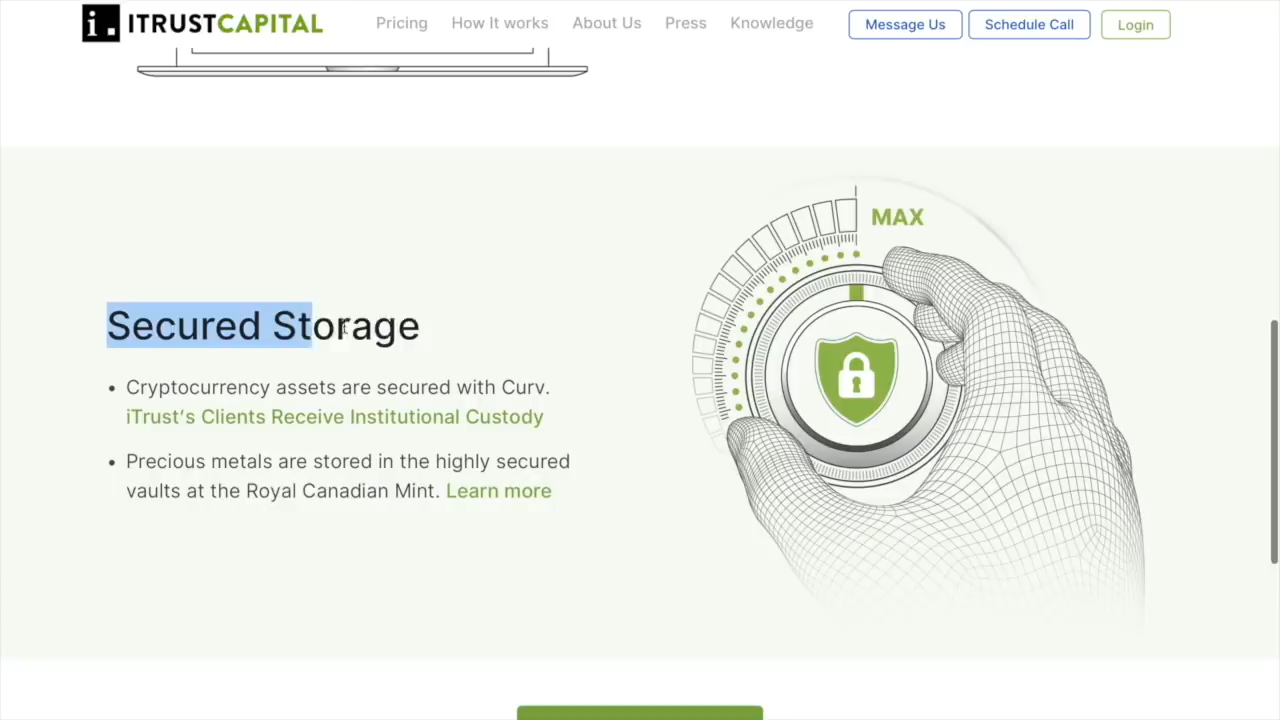 i. ITRUSTCAPITAL Pricing How It works About Us Press Knowledge Message Us Schedule Call Login
MAX
Secured Storage
• Cryptocurrency assets are secured with Curv.
iTrust's Clients Receive Institutional Custody
• Precious metals are stored in the highly secured
vaults at the Royal Canadian Mint. Learn more